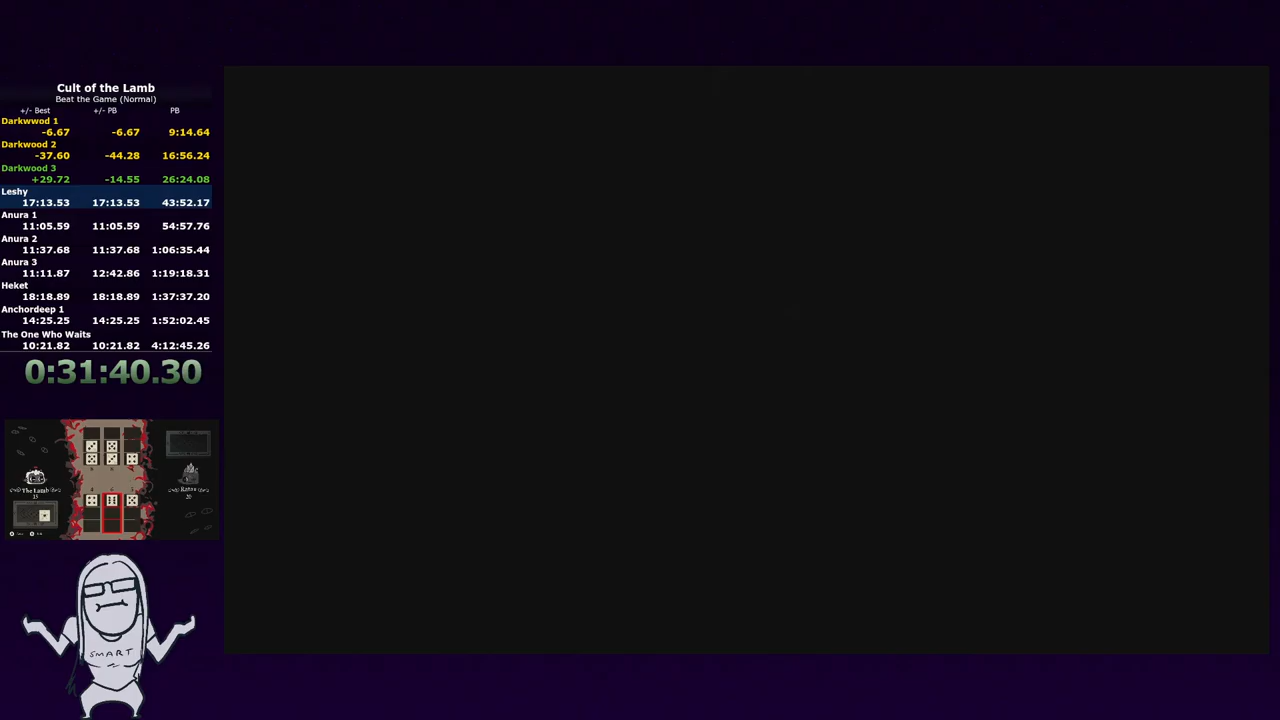 Cult of the Lamb
Beat the Game (Normal)
+/- Best +/- PB PB
Darkwwod 1
-6.67 -6.67 9:14.64
Darkwood 2
-37.60 -44.28 16:56.24
Darkwood 3
+29.72 -14.55 26:24.08
Leshy
17:13.53 17:13.53 43:52.17
Anura 1
11:05.59 11:05.59 54:57.76
Anura 2
11:37.68 11:37.68 1:06:35.44
Anura 3
11:11.87 12:42.86 1:19:18.31
Heket
18:18.89 18:18.89 1:37:37.20
Anchordeep 1
14:25.25 14:25.25 1:52:02.45
The One Who Waits
10:21.82 10:21.82 4:12:45.26
0:31:40.30
The Lamb
Ratau
20
SMART